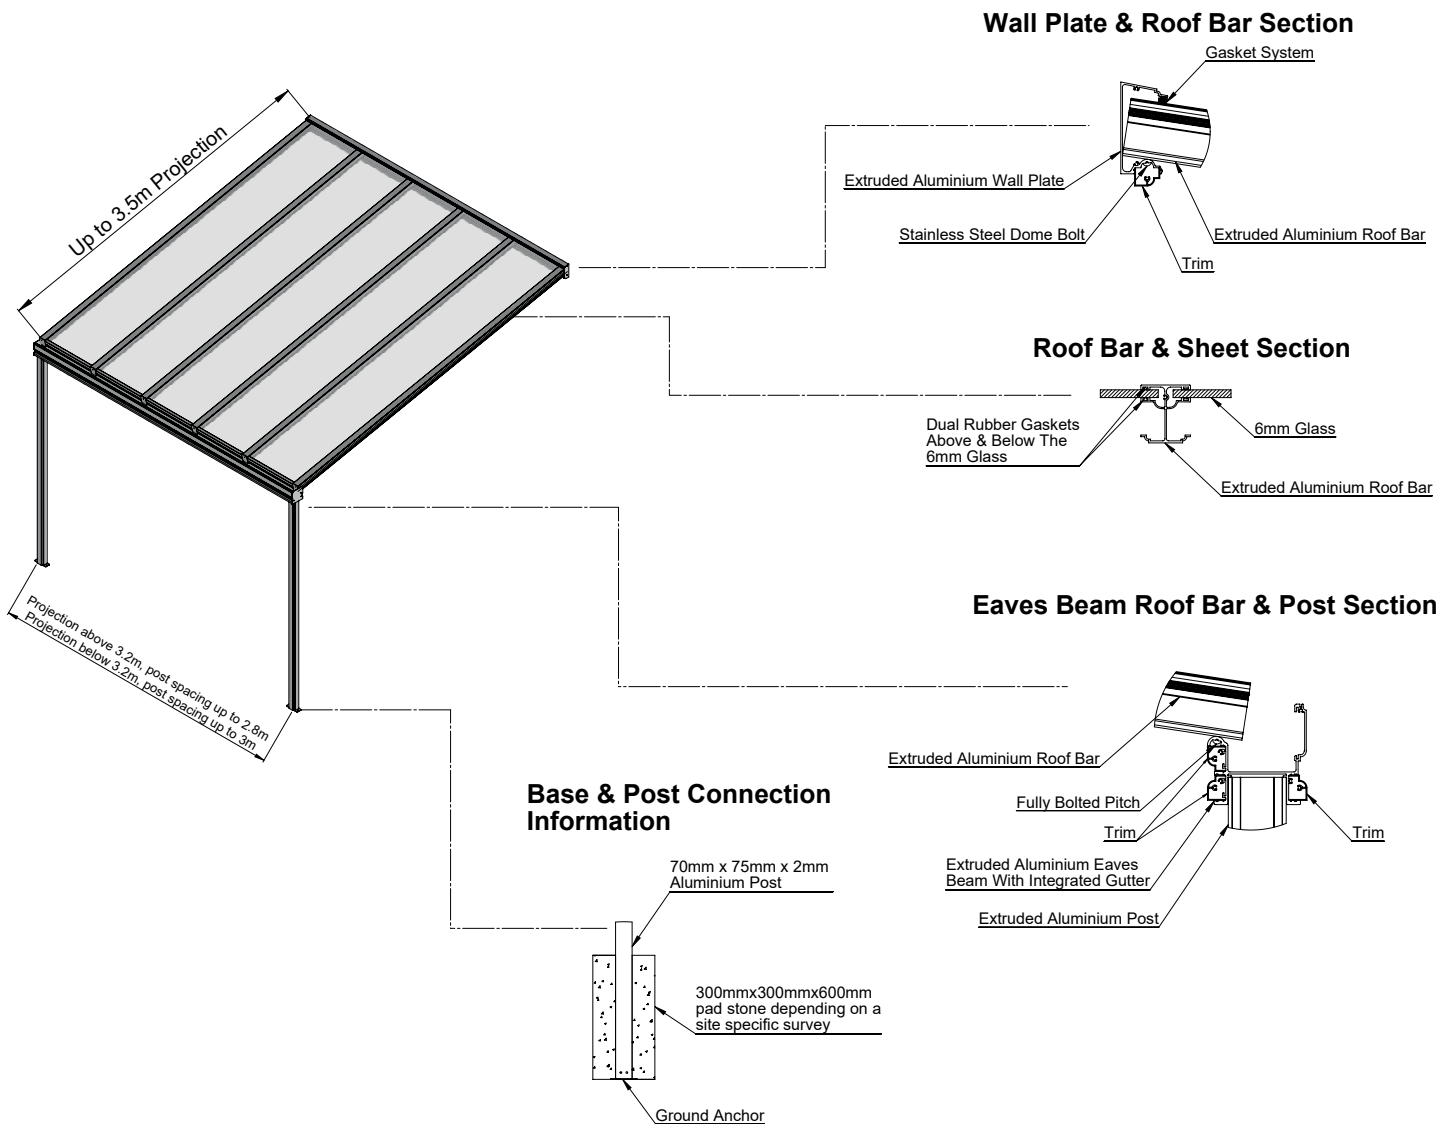 Wall Plate & Roof Bar Section
Gasket System
Extruded Aluminium Wall Plate
Stainless Steel Dome Bolt
Extruded Aluminium Roof Bar
Trim
Up to 3.5m Projection
Roof Bar & Sheet Section
Dual Rubber Gaskets
Above & Below The
6mm Glass
6mm Glass
Extruded Aluminium Roof Bar
Projection above 3.2m, post spacing up to 2.8m
Projection below 3.2m, post spacing up to 3m
Eaves Beam Roof Bar & Post Section
Extruded Aluminium Roof Bar
Fully Bolted Pitch
Trim
Trim
Extruded Aluminium Eaves
Beam With Integrated Gutter
Extruded Aluminium Post
Base & Post Connection
Information
70mm x 75mm x 2mm
Aluminium Post
300mmx300mmx600mm
pad stone depending on a
site specific survey
Ground Anchor